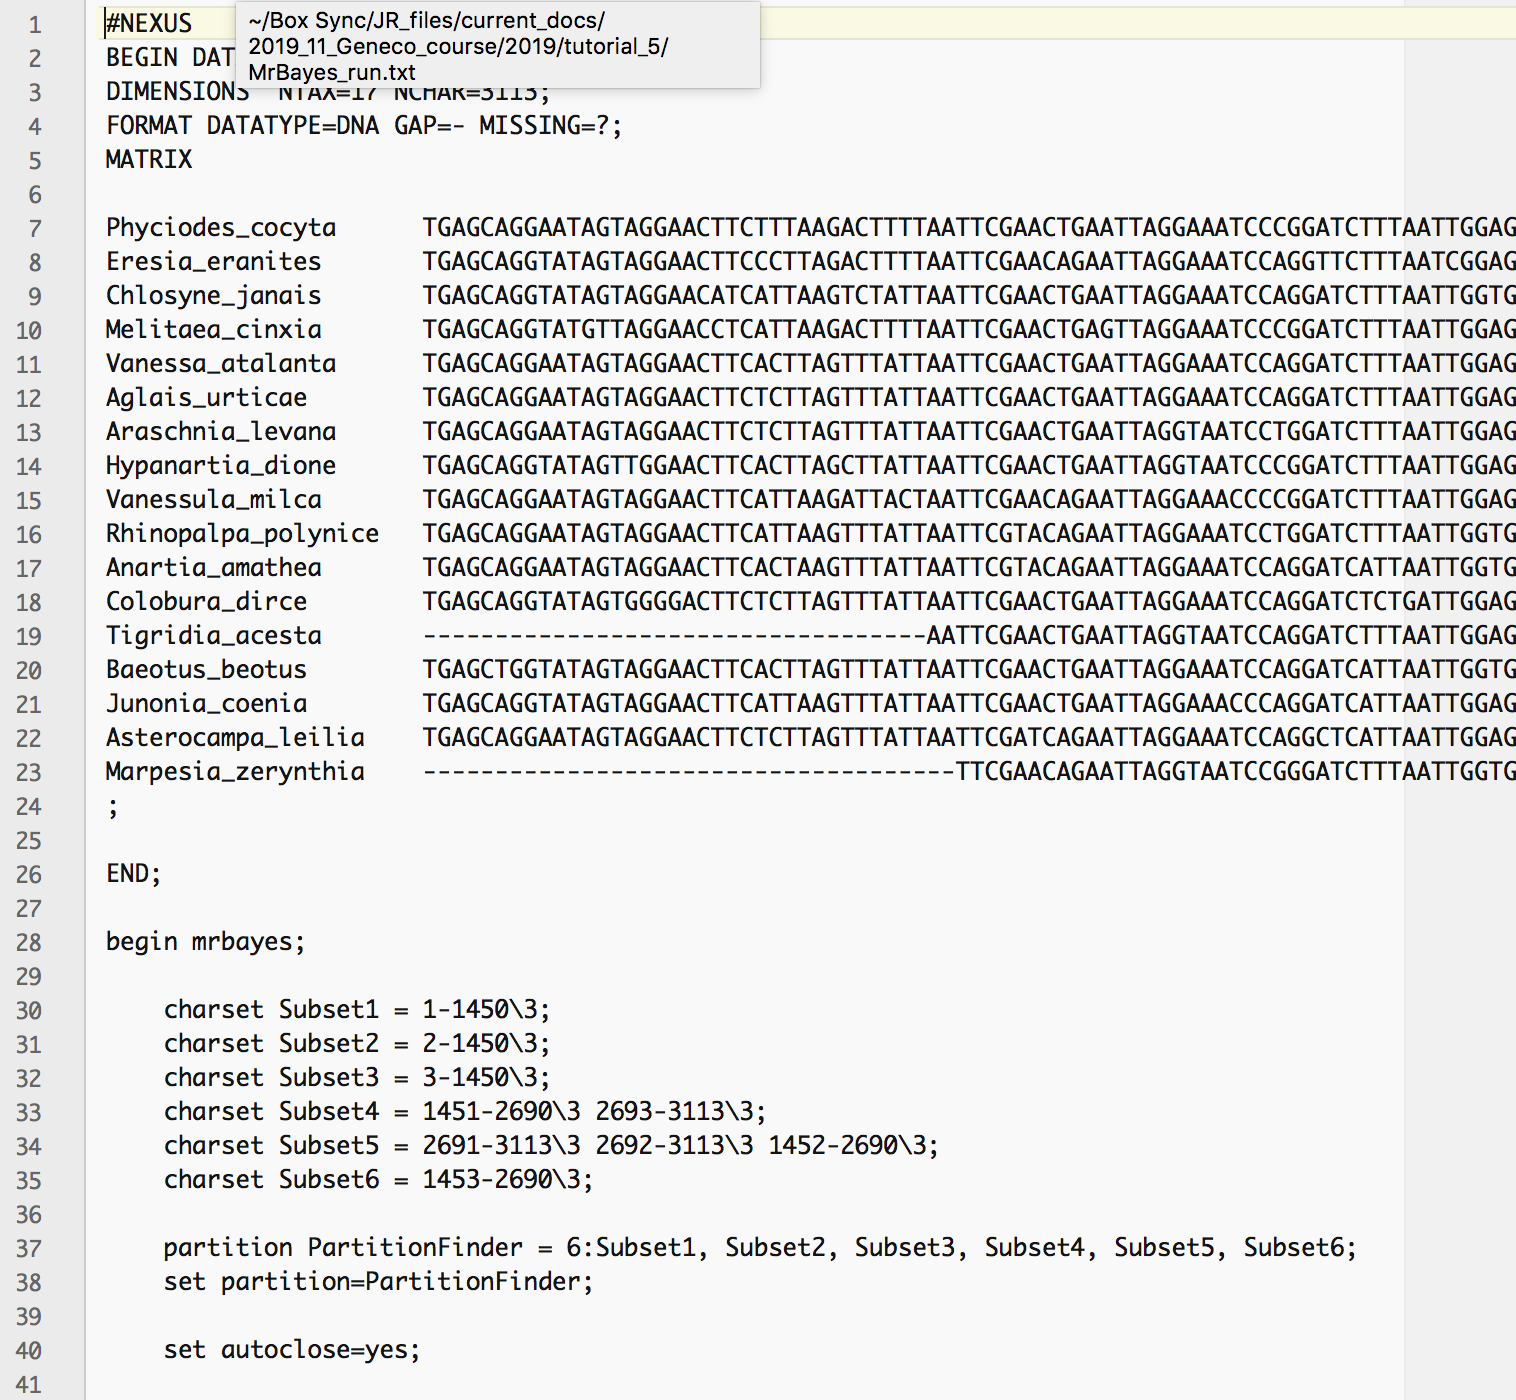 1 #NEXUS
~/Box Sync/JR_files/current_docs/
2019_11_Geneco_course/2019/tutorial_5/
MrBayes_run.txt
2 BEGIN DAT
3 DIMENSIONS NTAX=17 NCHAR=3113;
4 FORMAT DATATYPE=DNA GAP=- MISSING=?;
5 MATRIX
6
7 Phyciodes_cocyta TGAGCAGGAATAGTAGGAACTTCTTTAAGACTTTTAATTCGAACTGAATTAGGAAATCCCGGATCTTTAATTGGAG
8 Eresia_eranites TGAGCAGGTATAGTAGGAACTTCCCTTAGACTTTTAATTCGAACAGAATTAGGAAATCCAGGTTCTTTAATCGGAG
9 Chlosyne_janais TGAGCAGGTATAGTAGGAACATCATTAAGTCTATTAATTCGAACTGAATTAGGAAATCCAGGATCTTTAATTGGTG
10 Melitaea_cinxia TGAGCAGGTATGTTAGGAACCTCATTAAGACTTTTAATTCGAACTGAGTTAGGAAATCCCGGATCTTTAATTGGAG
11 Vanessa_atalanta TGAGCAGGAATAGTAGGAACTTCACTTAGTTTATTAATTCGAACTGAATTAGGAAATCCAGGATCTTTAATTGGAG
12 Aglais_urticae TGAGCAGGAATAGTAGGAACTTCTCTTAGTTTATTAATTCGAACTGAATTAGGAAATCCAGGATCTTTAATTGGAG
13 Araschnia_levana TGAGCAGGAATAGTAGGAACTTCTCTTAGTTTATTAATTCGAACTGAATTAGGTAATCCTGGATCTTTAATTGGAG
14 Hypanartia_dione TGAGCAGGTATAGTTGGAACTTCACTTAGCTTATTAATTCGAACTGAATTAGGTAATCCCGGATCTTTAATTGGAG
15 Vanessula_milca TGAGCAGGAATAGTAGGAACTTCATTAAGATTACTAATTCGAACAGAATTAGGAAACCCCGGATCTTTAATTGGAG
16 Rhinopalpa_polynice TGAGCAGGAATAGTAGGAACTTCATTAAGTTTATTAATTCGTACAGAATTAGGAAATCCTGGATCTTTAATTGGTG
17 Anartia_amathea TGAGCAGGAATAGTAGGAACTTCACTAAGTTTATTAATTCGTACAGAATTAGGAAATCCAGGATCATTAATTGGTG
18 Colobura_dirce TGAGCAGGTATAGTGGGGACTTCTCTTAGTTTATTAATTCGAACTGAATTAGGAAATCCAGGATCTCTGATTGGAG
19 Tigridia_acesta -----------------------------------AATTCGAACTGAATTAGGTAATCCAGGATCTTTAATTGGAG
20 Baeotus_beotus TGAGCTGGTATAGTAGGAACTTCACTTAGTTTATTAATTCGAACTGAATTAGGAAATCCAGGATCATTAATTGGTG
21 Junonia_coenia TGAGCAGGTATAGTAGGAACTTCATTAAGTTTATTAATTCGAACTGAATTAGGAAACCCAGGATCATTAATTGGAG
22 Asterocampa_leilia TGAGCAGGAATAGTAGGAACTTCTCTTAGTTTATTAATTCGATCAGAATTAGGAAATCCAGGCTCATTAATTGGAG
23 Marpesia_zerynthia -------------------------------------TTCGAACAGAATTAGGTAATCCGGGATCTTTAATTGGTG
24 ;
25
26 END;
27
28 begin mrbayes;
29
30 charset Subset1 = 1-1450\3;
31 charset Subset2 = 2-1450\3;
32 charset Subset3 = 3-1450\3;
33 charset Subset4 = 1451-2690\3 2693-3113\3;
34 charset Subset5 = 2691-3113\3 2692-3113\3 1452-2690\3;
35 charset Subset6 = 1453-2690\3;
36
37 partition PartitionFinder = 6:Subset1, Subset2, Subset3, Subset4, Subset5, Subset6;
38 set partition=PartitionFinder;
39
40 set autoclose=yes;
41